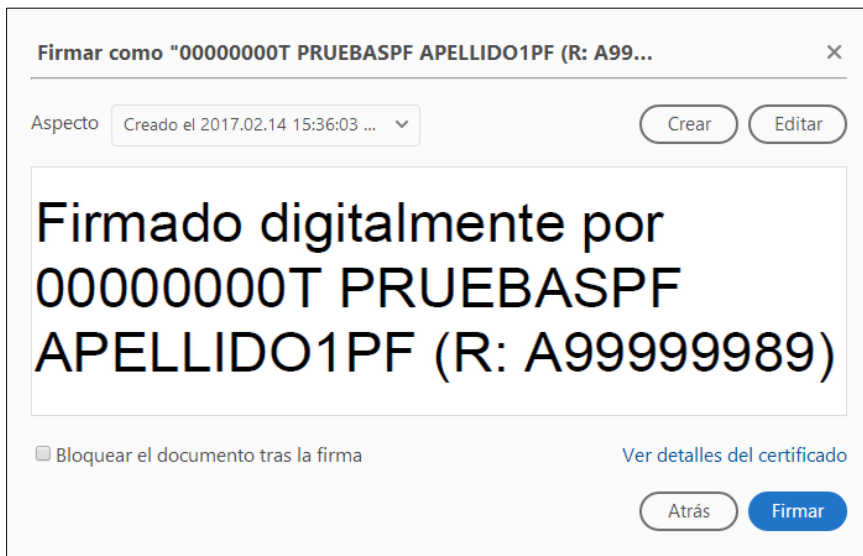 Firmar como "00000000T PRUEBASPF APELLIDO1PF (R: A99...
Aspecto Creado el 2017.02.14 15:36:03 ... Crear Editar
Firmado digitalmente por
00000000T PRUEBASPF
APELLIDO1PF (R: A99999989)
Bloquear el documento tras la firma Ver detalles del certificado
Atrás Firmar